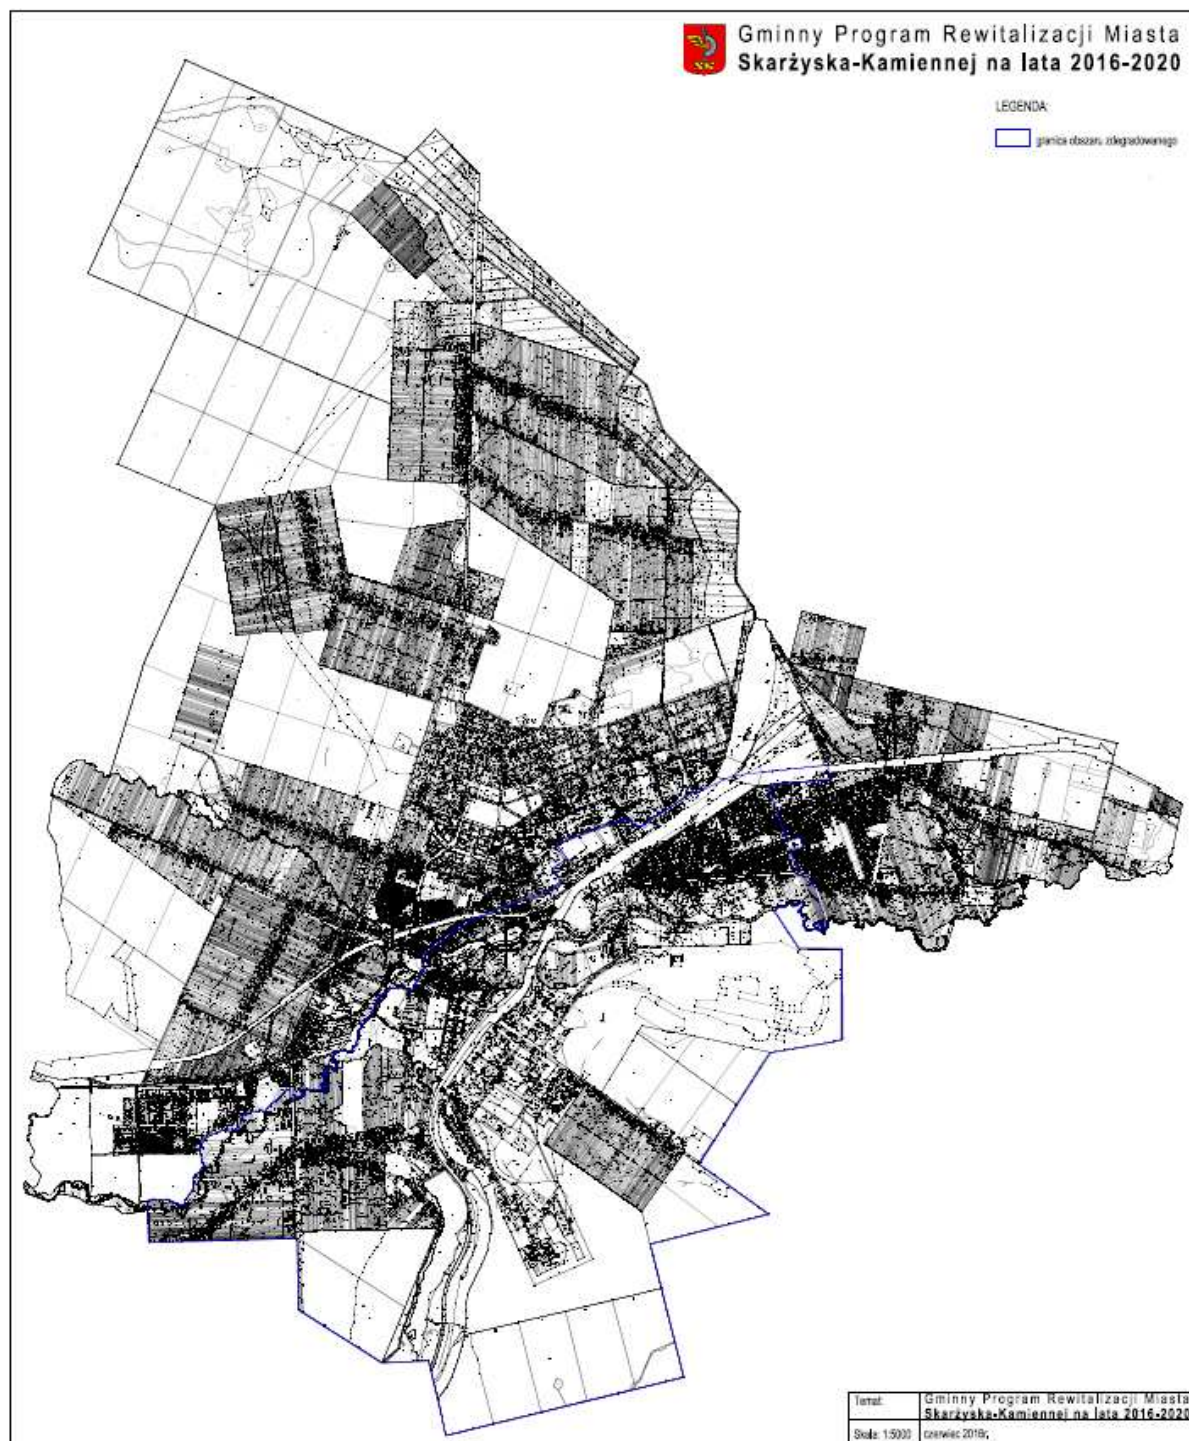 Gminny Program Rewitalizacji Miasta
Skarżyska-Kamiennej na lata 2016-2020
LEGENDA:
granica obszaru zdegradowanego
Temat: Gminny Program Rewitalizacji Miasta
Skarżyska-Kamiennej na lata 2016-2020
Skala: 1:5000 czerwiec 2016r.